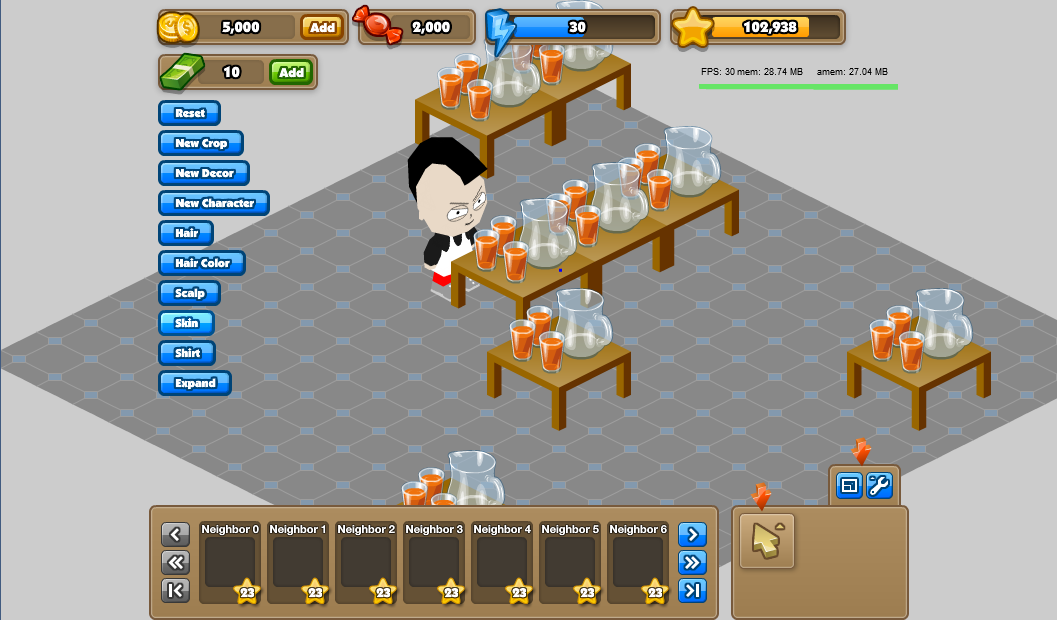 5,000 Add 2,000 30 102,938
10 Add
FPS: 30 mem: 28.74 MB amem: 27.04 MB
Reset
New Crop
New Decor
New Character
Hair
Hair Color
Scalp
Skin
Shirt
Expand
Neighbor 0 Neighbor 1 Neighbor 2 Neighbor 3 Neighbor 4 Neighbor 5 Neighbor 6
23 23 23 23 23 23 23